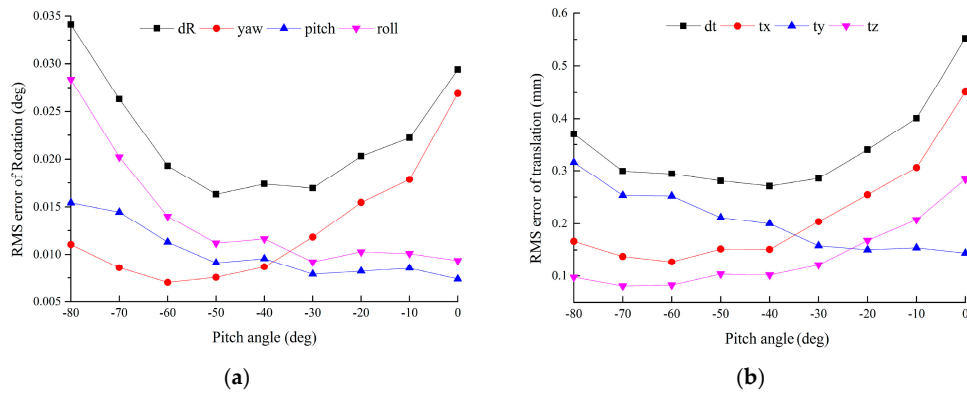 dR yaw pitch roll
0.035
0.030
0.025
0.020
0.015
0.010
0.005
RMS error of Rotation (deg)
-80 -70 -60 -50 -40 -30 -20 -10 0
Pitch angle (deg)
(a)
dt tx ty tz
0.6
0.5
0.4
0.3
0.2
0.1
RMS error of translation (mm)
-80 -70 -60 -50 -40 -30 -20 -10 0
Pitch angle (deg)
(b)